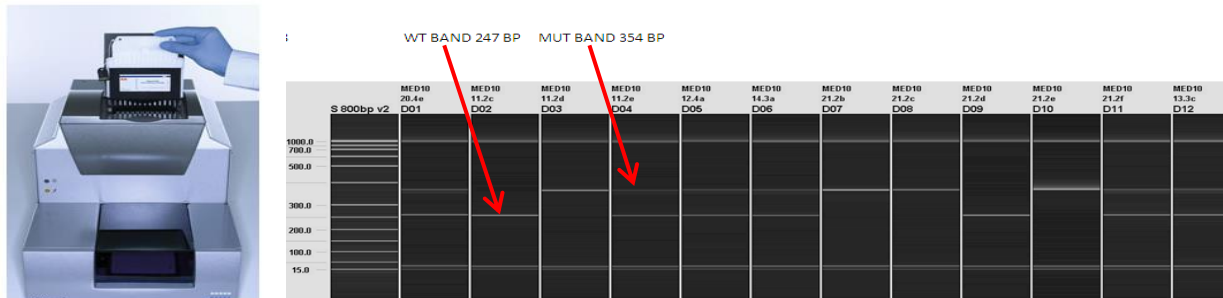 3
WT BAND 247 BP MUT BAND 354 BP
MED10 MED10 MED10 MED10 MED10 MED10 MED10 MED10 MED10 MED10 MED10 MED10
20.4e 11.2c 11.2d 11.2e 12.4a 14.3a 21.2b 21.2c 21.2d 21.2e 21.2f 13.3c
S 800bp v2 D01 D02 D03 D04 D05 D06 D07 D08 D09 D10 D11 D12
1000.0
700.0
500.0
300.0
200.0
100.0
15.0